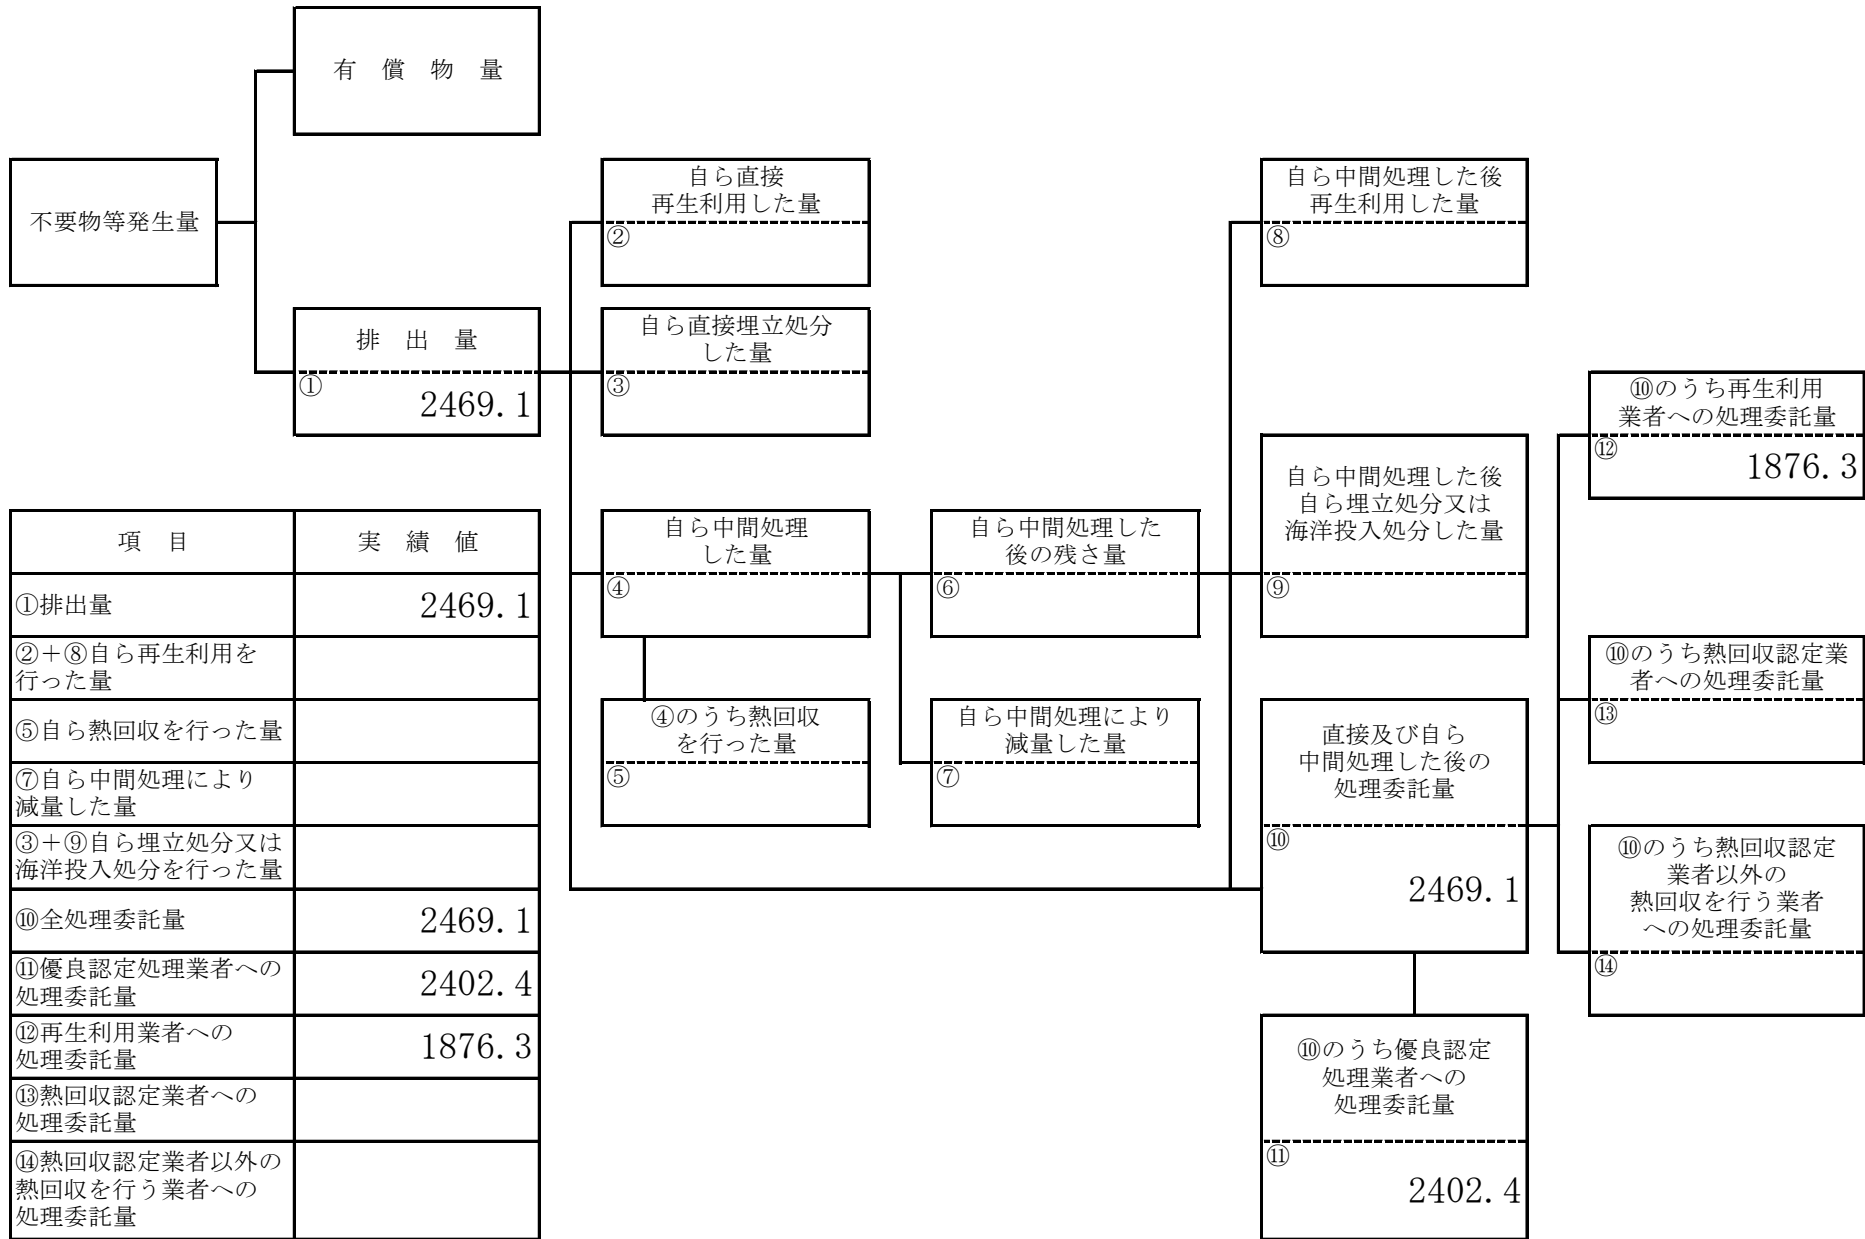 有　償　物　量
不要物等発生量
排　出　量
①
2469.1
自ら直接
再生利用した量
②
自ら直接埋立処分
した量
③
自ら中間処理
した量
④
④のうち熱回収
を行った量
⑤
自ら中間処理した
後の残さ量
⑥
自ら中間処理により
減量した量
⑦
自ら中間処理した後
再生利用した量
⑧
自ら中間処理した後
自ら埋立処分又は
海洋投入処分した量
⑨
直接及び自ら
中間処理した後の
処理委託量
⑩
2469.1
⑩のうち優良認定
処理業者への
処理委託量
⑪
2402.4
⑩のうち再生利用
業者への処理委託量
⑫
1876.3
⑩のうち熱回収認定業
者への処理委託量
⑬
⑩のうち熱回収認定
業者以外の
熱回収を行う業者
への処理委託量
⑭
項　目
実　績　値
①排出量
2469.1
②＋⑧自ら再生利用を
行った量
⑤自ら熱回収を行った量
⑦自ら中間処理により
減量した量
③＋⑨自ら埋立処分又は
海洋投入処分を行った量
⑩全処理委託量
2469.1
⑪優良認定処理業者への
処理委託量
2402.4
⑫再生利用業者への
処理委託量
1876.3
⑬熱回収認定業者への
処理委託量
⑭熱回収認定業者以外の
熱回収を行う業者への
処理委託量